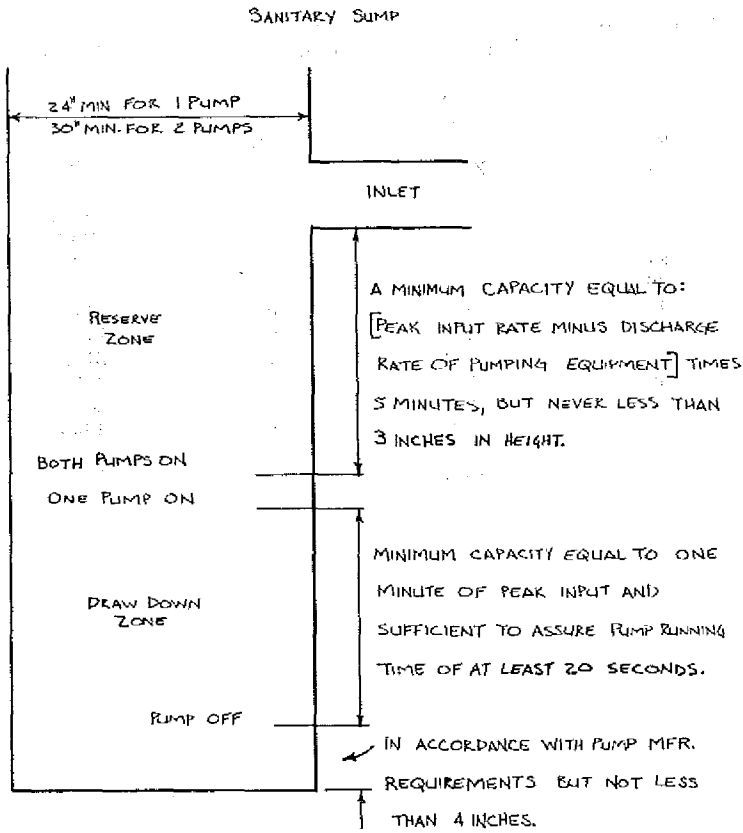 SANITARY SUMP
24" MIN FOR 1 PUMP
30" MIN. FOR 2 PUMPS
INLET
RESERVE
ZONE
A MINIMUM CAPACITY EQUAL TO:
[PEAK INPUT RATE MINUS DISCHARGE
RATE OF PUMPING EQUIPMENT] TIMES
5 MINUTES, BUT NEVER LESS THAN
3 INCHES IN HEIGHT.
BOTH PUMPS ON
ONE PUMP ON
DRAW DOWN
ZONE
MINIMUM CAPACITY EQUAL TO ONE
MINUTE OF PEAK INPUT AND
SUFFICIENT TO ASSURE PUMP RUNNING
TIME OF AT LEAST 20 SECONDS.
PUMP OFF
IN ACCORDANCE WITH PUMP MFR.
REQUIREMENTS BUT NOT LESS
THAN 4 INCHES.